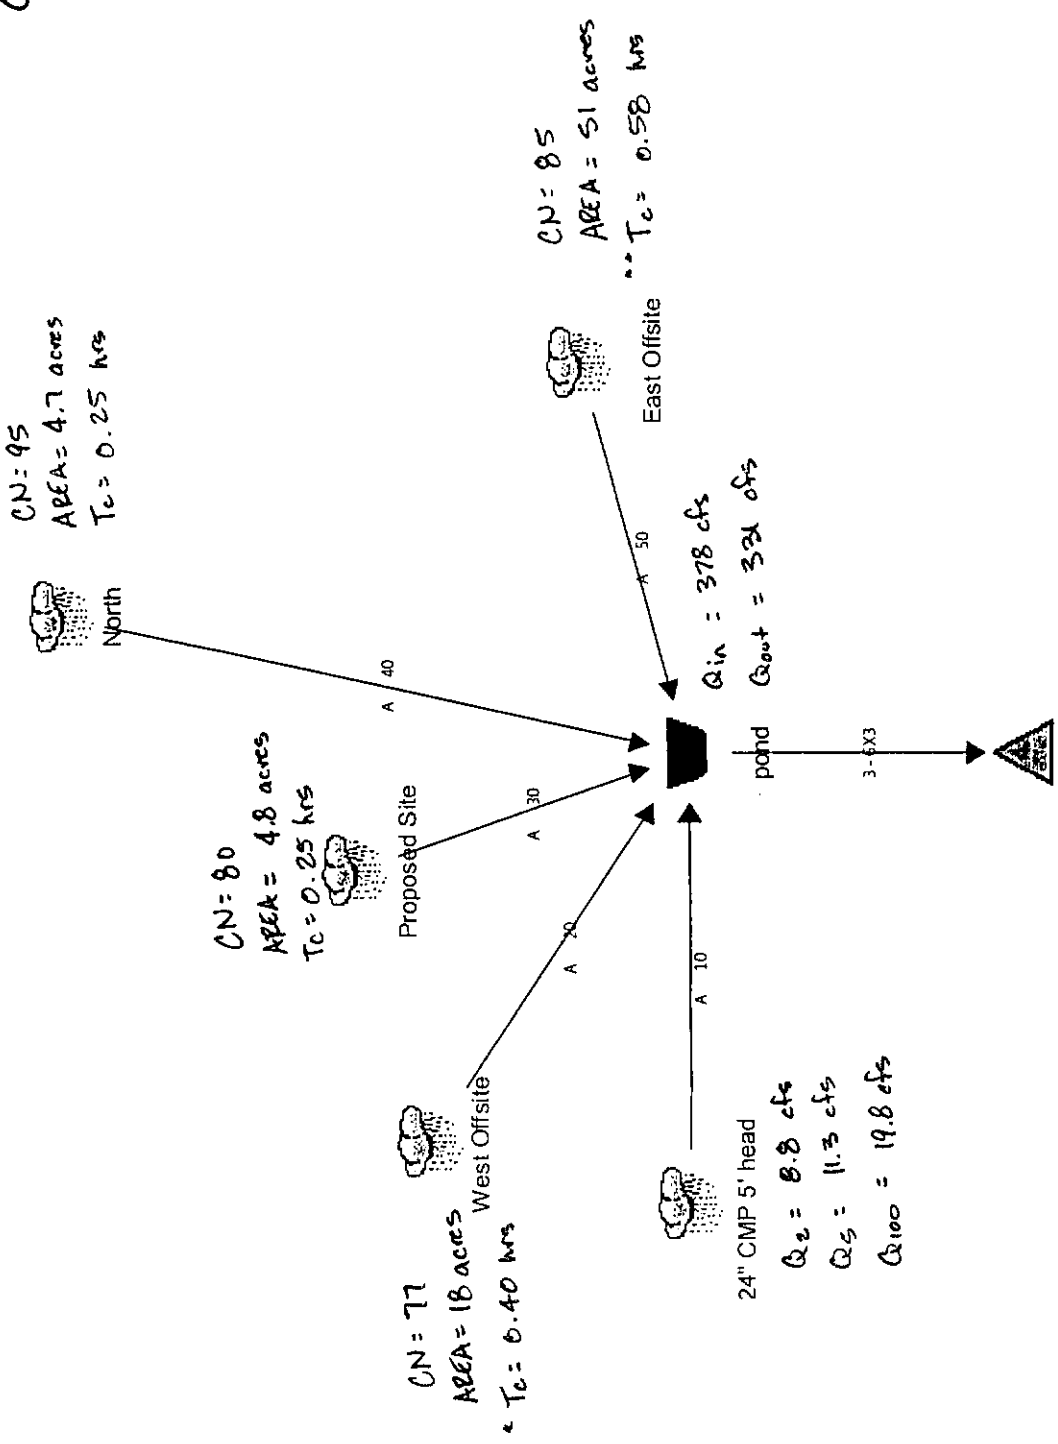 CN = 95
AREA = 4.7 acres
Tc = 0.25 hrs
North
CN = 80
AREA = 4.8 acres
Tc = 0.25 hrs
Proposed Site
CN = 77
AREA = 18 acres
* Tc = 0.40 hrs
West Offsite
CN = 85
AREA = 51 acres
** Tc = 0.58 hrs
East Offsite
24" CMP 5' head
Q2 = 8.8 cfs
Q5 = 11.3 cfs
Q100 = 19.8 cfs
A 10
A 20
A 30
A 40
A 50
pond
Qin = 378 cfs
Qout = cfs
3 - 6X3